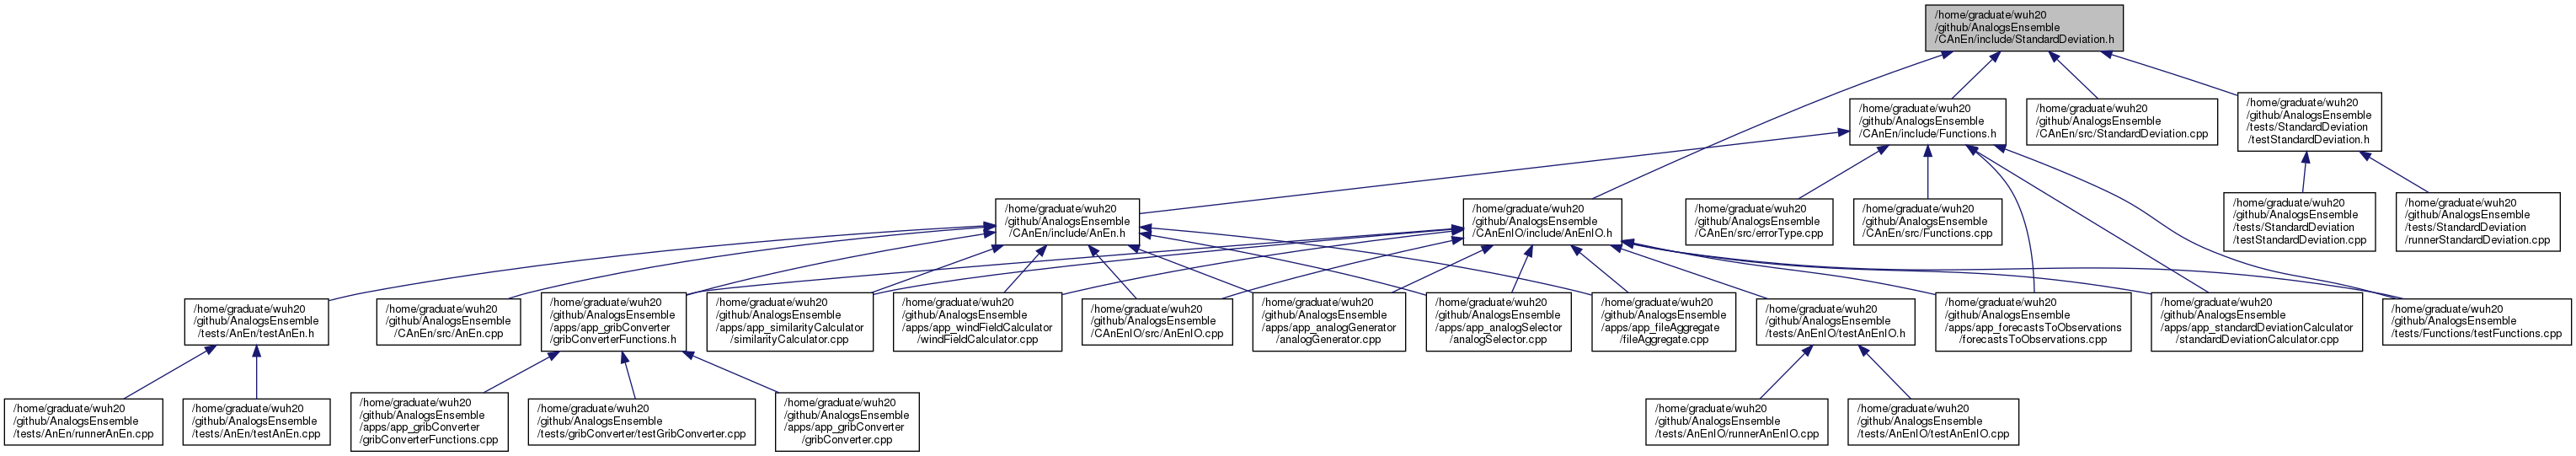 /home/graduate/wuh20
/github/AnalogsEnsemble
/CAnEn/include/StandardDeviation.h
/home/graduate/wuh20
/github/AnalogsEnsemble
/CAnEn/include/Functions.h
/home/graduate/wuh20
/github/AnalogsEnsemble
/CAnEn/src/StandardDeviation.cpp
/home/graduate/wuh20
/github/AnalogsEnsemble
/tests/StandardDeviation
/testStandardDeviation.h
/home/graduate/wuh20
/github/AnalogsEnsemble
/CAnEn/include/AnEn.h
/home/graduate/wuh20
/github/AnalogsEnsemble
/CAnEnIO/include/AnEnIO.h
/home/graduate/wuh20
/github/AnalogsEnsemble
/CAnEn/src/errorType.cpp
/home/graduate/wuh20
/github/AnalogsEnsemble
/CAnEn/src/Functions.cpp
/home/graduate/wuh20
/github/AnalogsEnsemble
/tests/StandardDeviation
/testStandardDeviation.cpp
/home/graduate/wuh20
/github/AnalogsEnsemble
/tests/StandardDeviation
/runnerStandardDeviation.cpp
/home/graduate/wuh20
/github/AnalogsEnsemble
/tests/AnEn/testAnEn.h
/home/graduate/wuh20
/github/AnalogsEnsemble
/CAnEn/src/AnEn.cpp
/home/graduate/wuh20
/github/AnalogsEnsemble
/apps/app_gribConverter
/gribConverterFunctions.h
/home/graduate/wuh20
/github/AnalogsEnsemble
/apps/app_similarityCalculator
/similarityCalculator.cpp
/home/graduate/wuh20
/github/AnalogsEnsemble
/apps/app_windFieldCalculator
/windFieldCalculator.cpp
/home/graduate/wuh20
/github/AnalogsEnsemble
/CAnEnIO/src/AnEnIO.cpp
/home/graduate/wuh20
/github/AnalogsEnsemble
/apps/app_analogGenerator
/analogGenerator.cpp
/home/graduate/wuh20
/github/AnalogsEnsemble
/apps/app_analogSelector
/analogSelector.cpp
/home/graduate/wuh20
/github/AnalogsEnsemble
/apps/app_fileAggregate
/fileAggregate.cpp
/home/graduate/wuh20
/github/AnalogsEnsemble
/tests/AnEnIO/testAnEnIO.h
/home/graduate/wuh20
/github/AnalogsEnsemble
/apps/app_forecastsToObservations
/forecastsToObservations.cpp
/home/graduate/wuh20
/github/AnalogsEnsemble
/apps/app_standardDeviationCalculator
/standardDeviationCalculator.cpp
/home/graduate/wuh20
/github/AnalogsEnsemble
/tests/Functions/testFunctions.cpp
/home/graduate/wuh20
/github/AnalogsEnsemble
/tests/AnEn/runnerAnEn.cpp
/home/graduate/wuh20
/github/AnalogsEnsemble
/tests/AnEn/testAnEn.cpp
/home/graduate/wuh20
/github/AnalogsEnsemble
/apps/app_gribConverter
/gribConverterFunctions.cpp
/home/graduate/wuh20
/github/AnalogsEnsemble
/tests/gribConverter/testGribConverter.cpp
/home/graduate/wuh20
/github/AnalogsEnsemble
/apps/app_gribConverter
/gribConverter.cpp
/home/graduate/wuh20
/github/AnalogsEnsemble
/tests/AnEnIO/runnerAnEnIO.cpp
/home/graduate/wuh20
/github/AnalogsEnsemble
/tests/AnEnIO/testAnEnIO.cpp